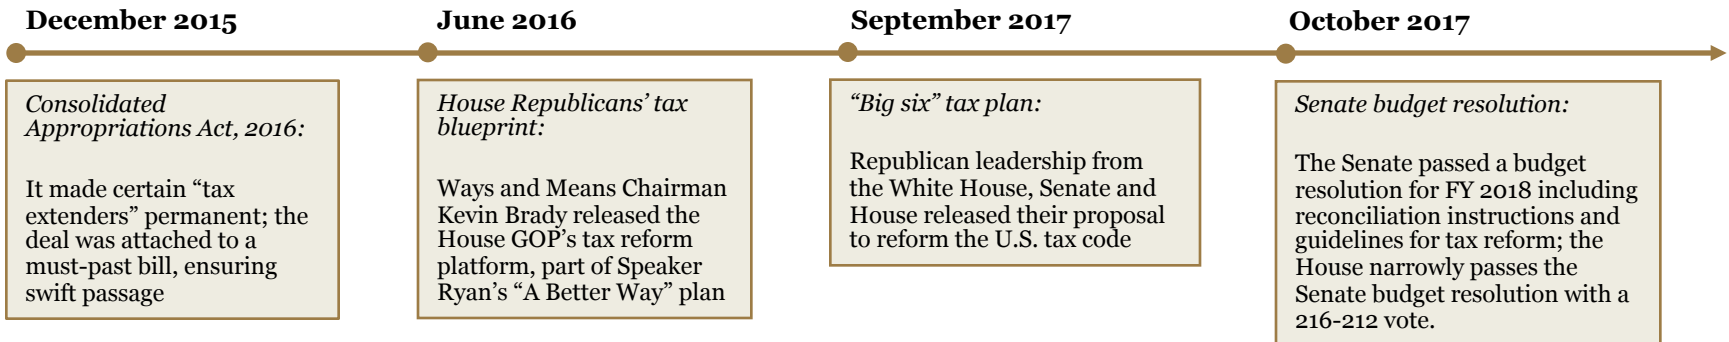 December 2015
Consolidated
Appropriations Act, 2016:
It made certain “tax
extenders” permanent; the
deal was attached to a
must-past bill, ensuring
swift passage
June 2016
House Republicans’ tax
blueprint:
Ways and Means Chairman
Kevin Brady released the
House GOP’s tax reform
platform, part of Speaker
Ryan’s “A Better Way” plan
September 2017
“Big six” tax plan:
Republican leadership from
the White House, Senate and
House released their proposal
to reform the U.S. tax code
October 2017
Senate budget resolution:
The Senate passed a budget
resolution for FY 2018 including
reconciliation instructions and
guidelines for tax reform; the
House narrowly passes the
Senate budget resolution with a
216-212 vote.